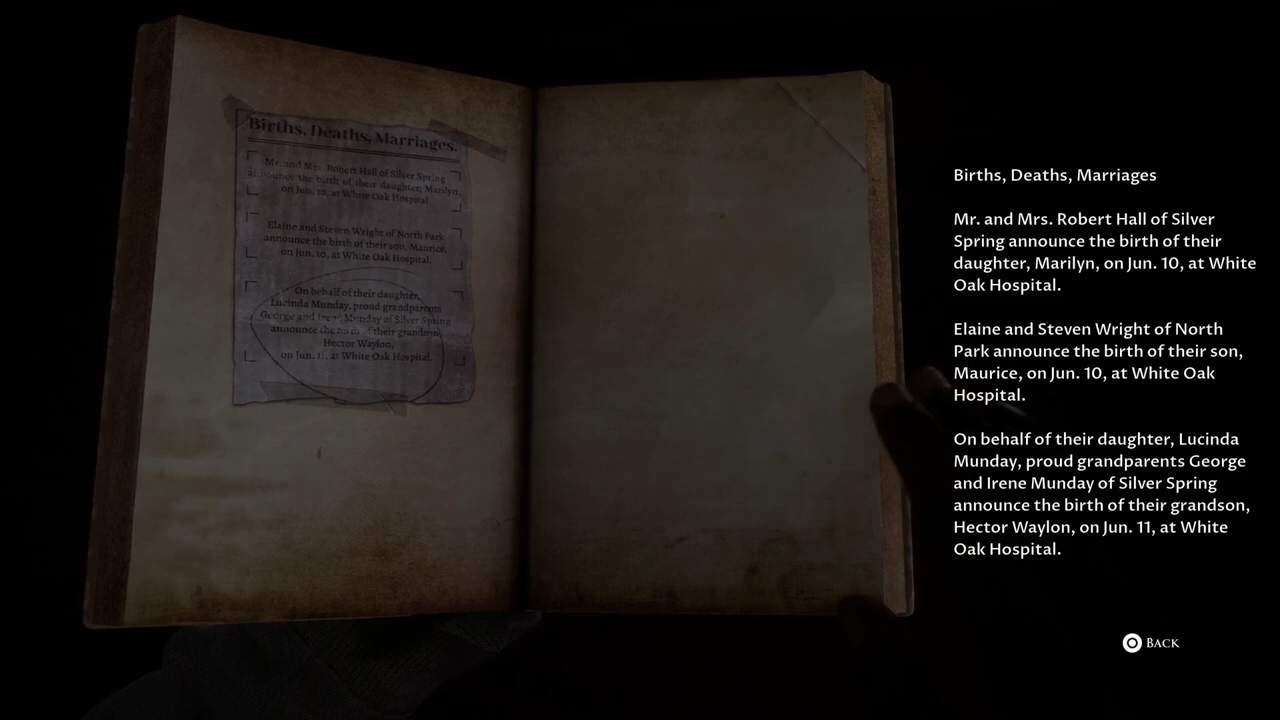 Births, Deaths, Marriages.
Mr. and Mrs. Robert Hall of Silver Spring
announce the birth of their daughter, Marilyn,
on Jun. 10, at White Oak Hospital.
Elaine and Steven Wright of North Park
announce the birth of their son, Maurice,
on Jun. 10, at White Oak Hospital.
On behalf of their daughter,
Lucinda Munday, proud grandparents
George and Irene Munday of Silver Spring
announce the birth of their grandson,
Hector Waylon,
on Jun. 11, at White Oak Hospital.
Births, Deaths, Marriages
Mr. and Mrs. Robert Hall of Silver
Spring announce the birth of their
daughter, Marilyn, on Jun. 10, at White
Oak Hospital.
Elaine and Steven Wright of North
Park announce the birth of their son,
Maurice, on Jun. 10, at White Oak
Hospital.
On behalf of their daughter, Lucinda
Munday, proud grandparents George
and Irene Munday of Silver Spring
announce the birth of their grandson,
Hector Waylon, on Jun. 11, at White
Oak Hospital.
Back